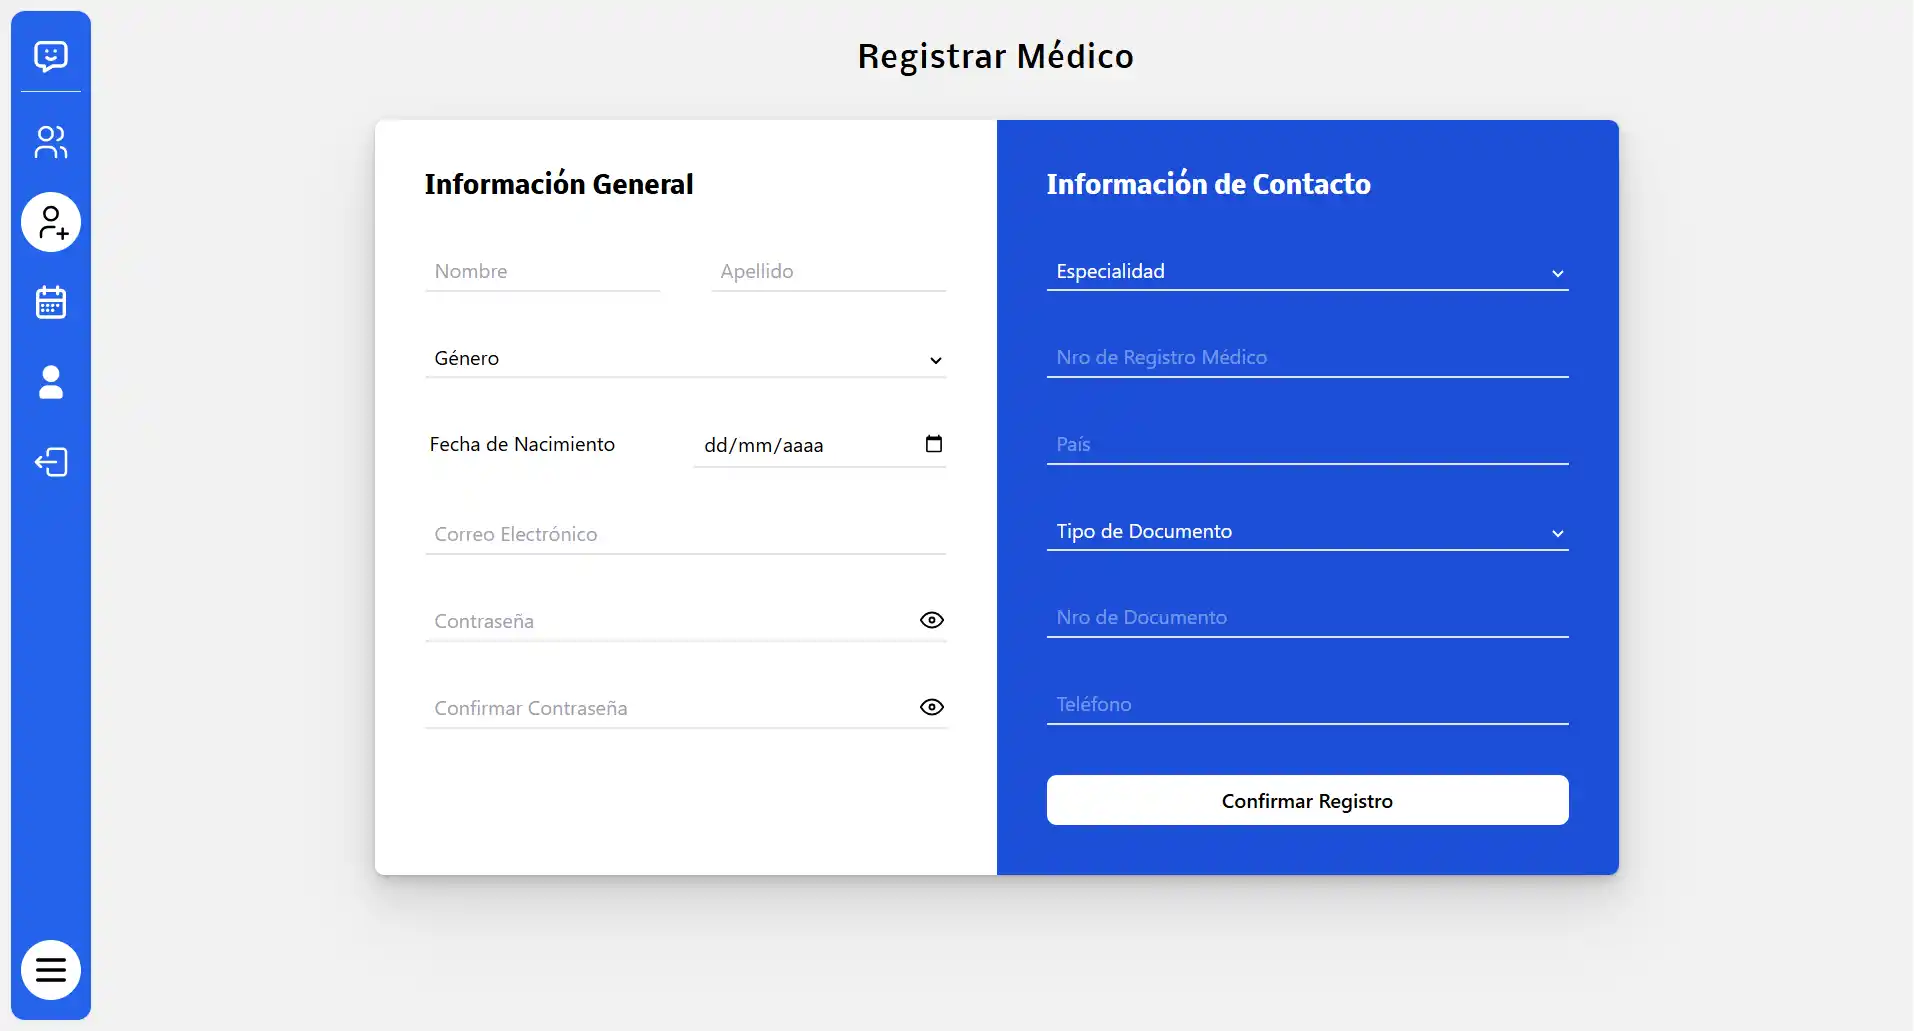 Registrar Médico
Información General
Nombre
Apellido
Género
Fecha de Nacimiento
dd/mm/aaaa
Correo Electrónico
Contraseña
Confirmar Contraseña
Información de Contacto
Especialidad
Nro de Registro Médico
País
Tipo de Documento
Nro de Documento
Teléfono
Confirmar Registro